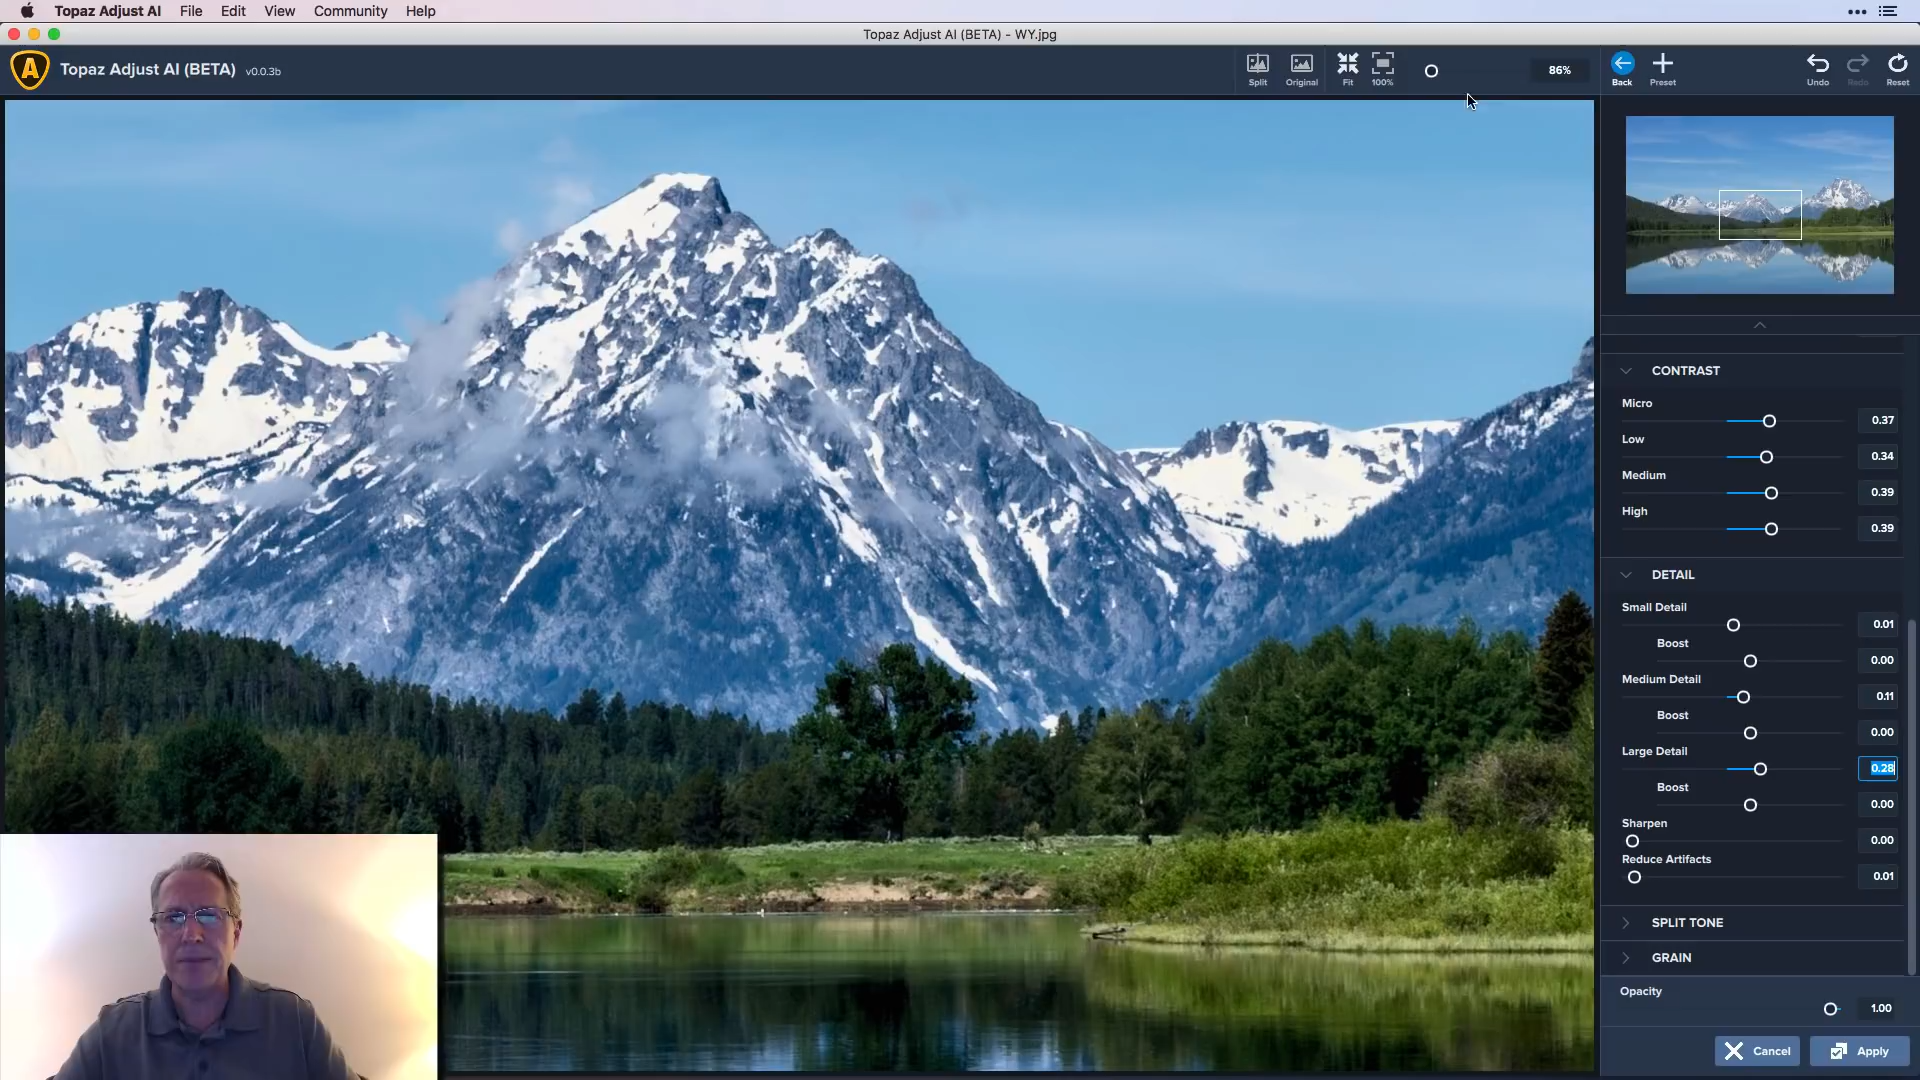 Topaz Adjust AI File Edit View Community Help
Topaz Adjust AI (BETA) - WY.jpg
A Topaz Adjust AI (BETA) v0.0.3b
Split Original Fit 100% 86% Back Preset Undo Redo Reset
CONTRAST
Micro
0.37
Low
0.34
Medium
0.39
High
0.39
DETAIL
Small Detail
0.01
Boost
0.00
Medium Detail
0.11
Boost
0.00
Large Detail
0.28
Boost
0.00
Sharpen
0.00
Reduce Artifacts
0.01
SPLIT TONE
GRAIN
Opacity
1.00
Cancel Apply